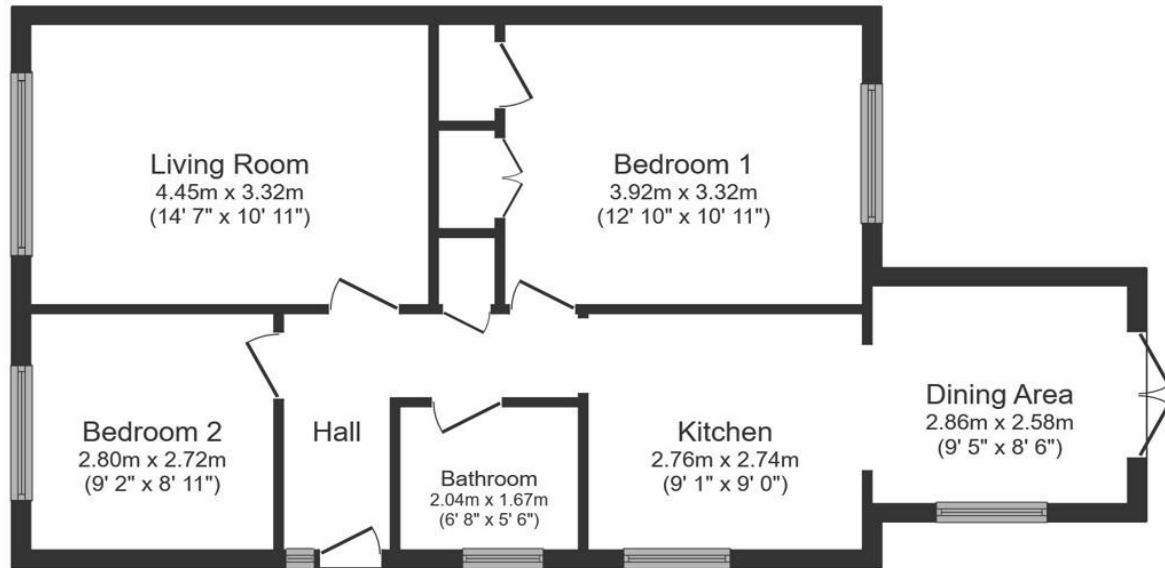 Living Room
4.45m x 3.32m
(14' 7" x 10' 11")
Bedroom 1
3.92m x 3.32m
(12' 10" x 10' 11")
Bedroom 2
2.80m x 2.72m
(9' 2" x 8' 11")
Hall
Bathroom
2.04m x 1.67m
(6' 8" x 5' 6")
Kitchen
2.76m x 2.74m
(9' 1" x 9' 0")
Dining Area
2.86m x 2.58m
(9' 5" x 8' 6")